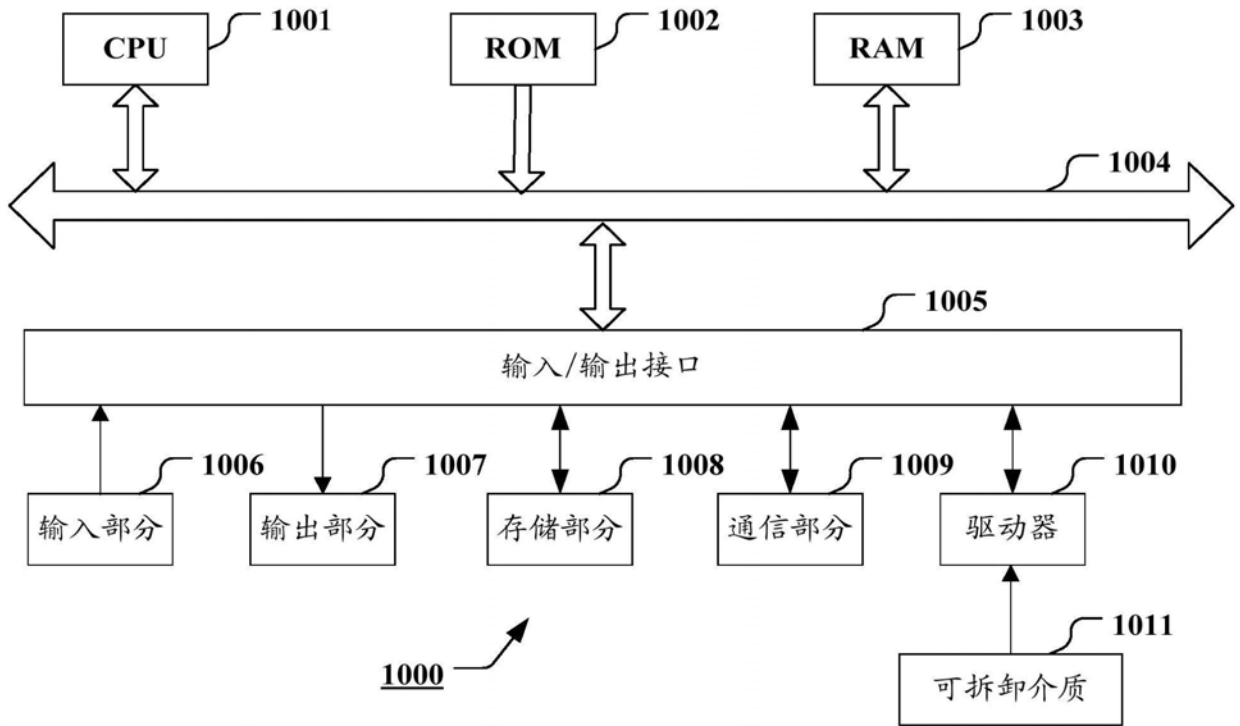 CPU
1001
ROM
1002
RAM
1003
1004
1005
输入/输出接口
1006
1007
1008
1009
1010
输入部分
输出部分
存储部分
通信部分
驱动器
1011
1000
可拆卸介质